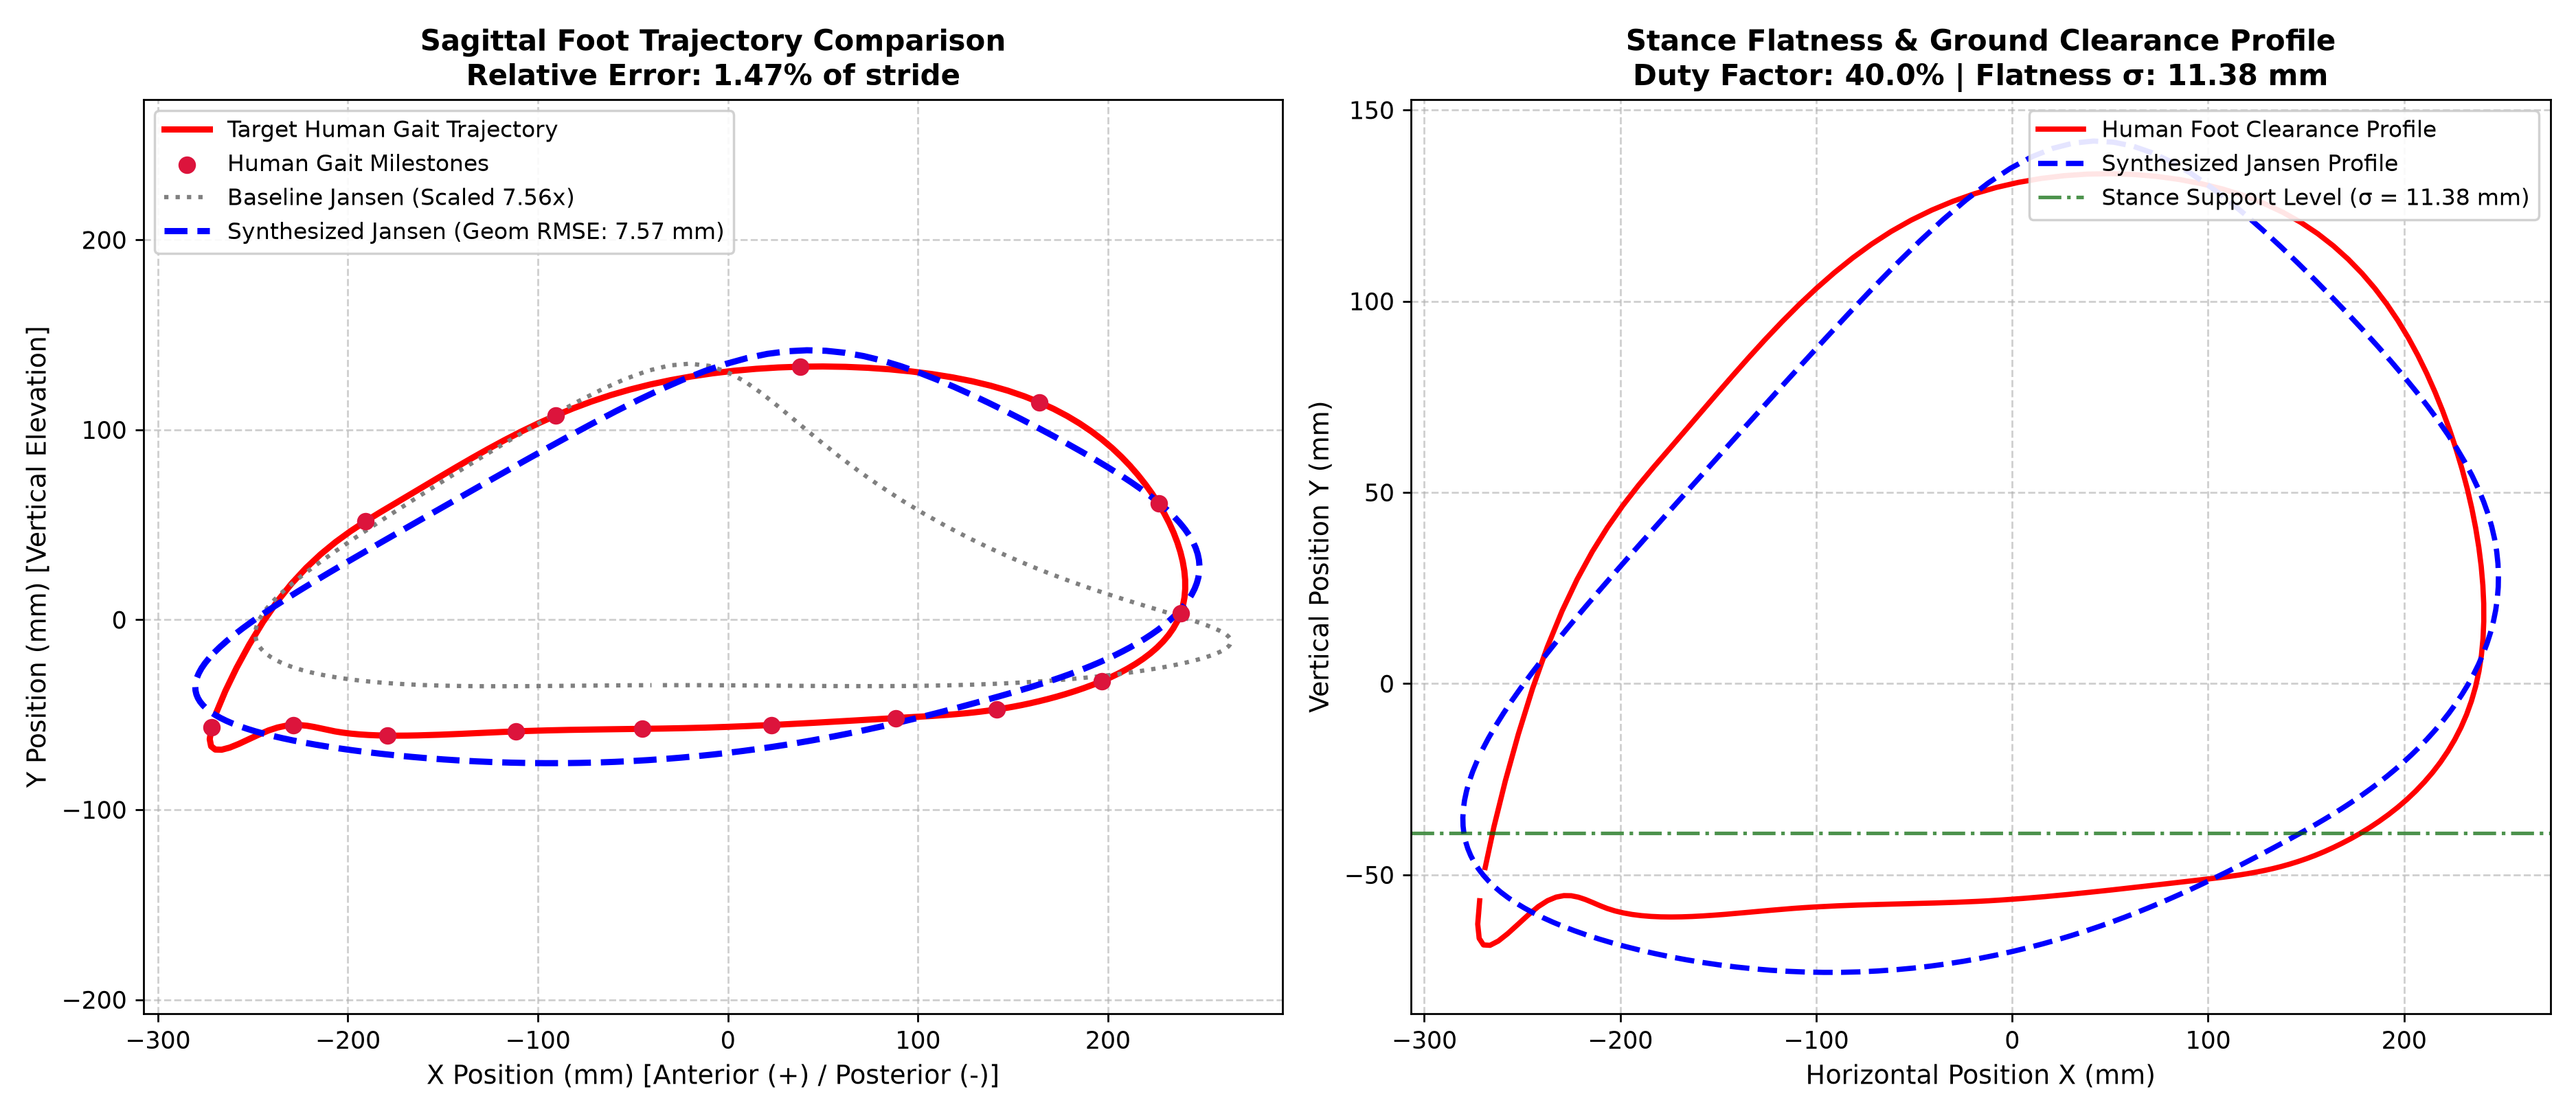 Sagittal Foot Trajectory Comparison
Relative Error: 1.47% of stride
Target Human Gait Trajectory
Human Gait Milestones
Baseline Jansen (Scaled 7.56x)
Synthesized Jansen (Geom RMSE: 7.57 mm)
Y Position (mm) [Vertical Elevation]
200
100
0
−100
−200
−300
−200
−100
0
100
200
X Position (mm) [Anterior (+) / Posterior (-)]
Stance Flatness & Ground Clearance Profile
Duty Factor: 40.0% | Flatness σ: 11.38 mm
Human Foot Clearance Profile
Synthesized Jansen Profile
Stance Support Level (σ = 11.38 mm)
Vertical Position Y (mm)
150
100
50
0
−50
−300
−200
−100
0
100
200
Horizontal Position X (mm)